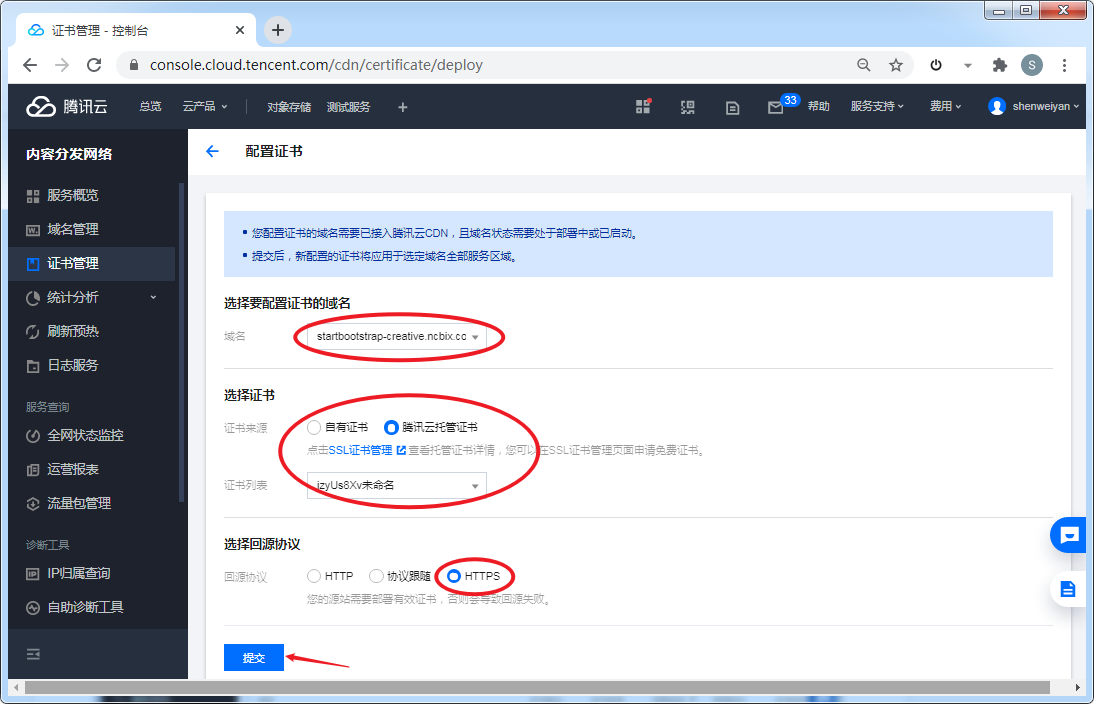 证书管理 - 控制台
console.cloud.tencent.com/cdn/certificate/deploy
S
腾讯云 总览 云产品 对象存储 测试服务 + 33 帮助 服务支持 费用 shenweiyan
内容分发网络
服务概览
域名管理
证书管理
统计分析
刷新预热
日志服务
服务查询
全网状态监控
运营报表
流量包管理
诊断工具
IP归属查询
自助诊断工具
配置证书
您配置证书的域名需要已接入腾讯云CDN，且域名状态需要处于部署中或已启动。
提交后，新配置的证书将应用于选定域名全部服务区域。
选择要配置证书的域名
域名 startbootstrap-creative.ncbix.co
选择证书
证书来源 自有证书 腾讯云托管证书
点击SSL证书管理 查看托管证书详情，您可以在SSL证书管理页面申请免费证书。
证书列表 jzyUs8Xv未命名
选择回源协议
回源协议 HTTP 协议跟随 HTTPS
您的源站需要部署有效证书，否则会导致回源失败。
提交